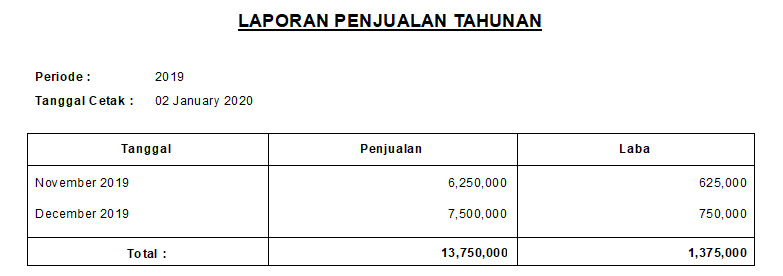 LAPORAN PENJUALAN TAHUNAN
Periode : 2019
Tanggal Cetak : 02 January 2020
Tanggal Penjualan Laba
November 2019 6,250,000 625,000
December 2019 7,500,000 750,000
Total : 13,750,000 1,375,000